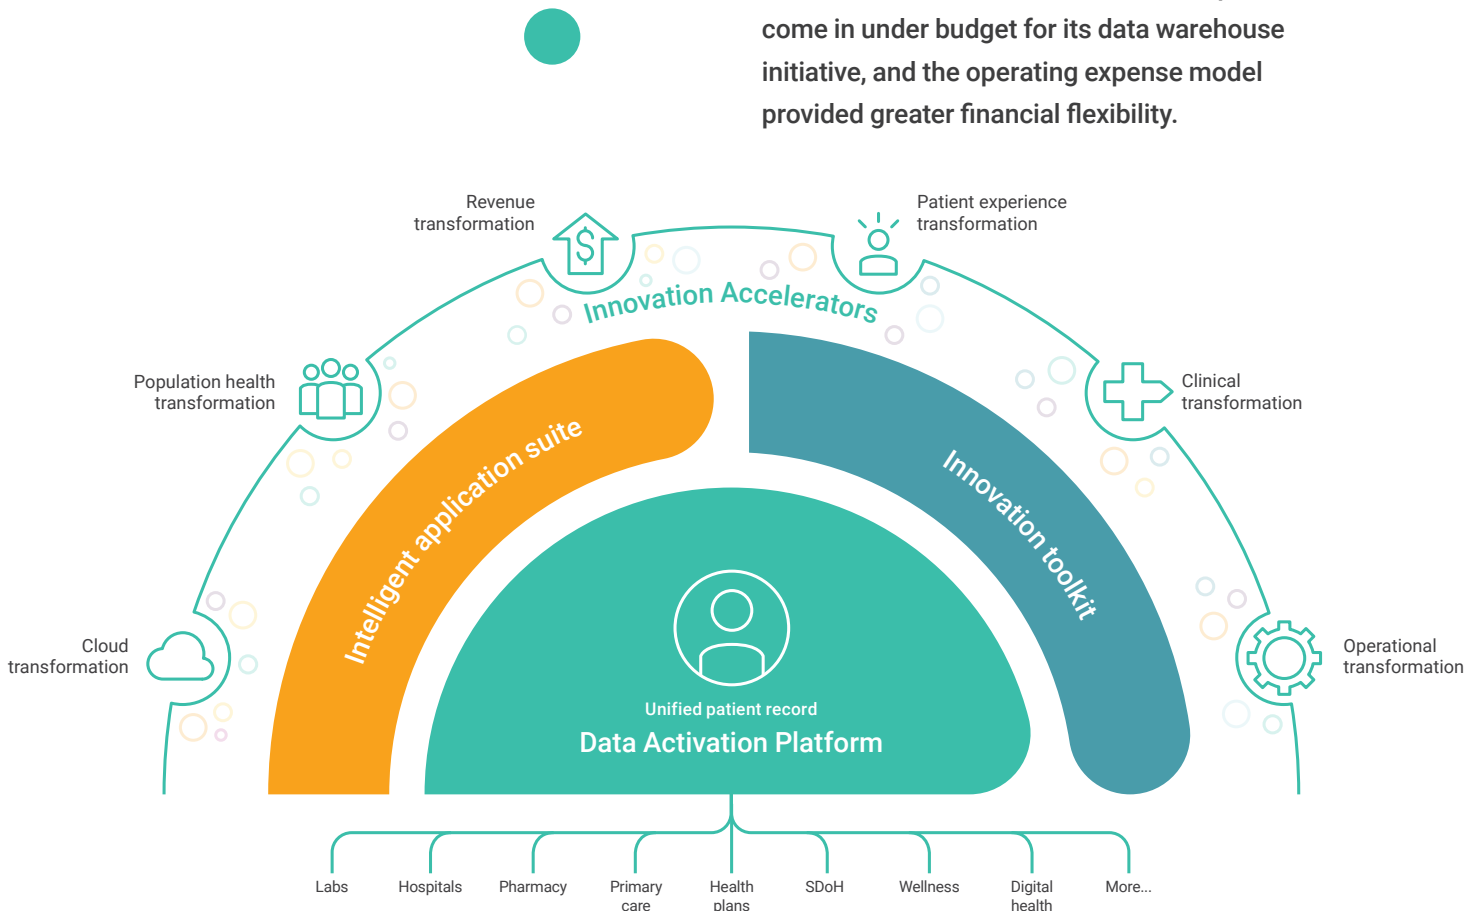 come in under budget for its data warehouse
initiative, and the operating expense model
provided greater financial flexibility.
Revenue
transformation
Patient experience
transformation
Innovation Accelerators
Population health
transformation
Clinical
transformation
Intelligent application suite
Innovation toolkit
Cloud
transformation
Operational
transformation
$
Unified patient record
Data Activation Platform
Labs
Hospitals
Pharmacy
Primary
care
Health
plans
SDoH
Wellness
Digital
health
More...